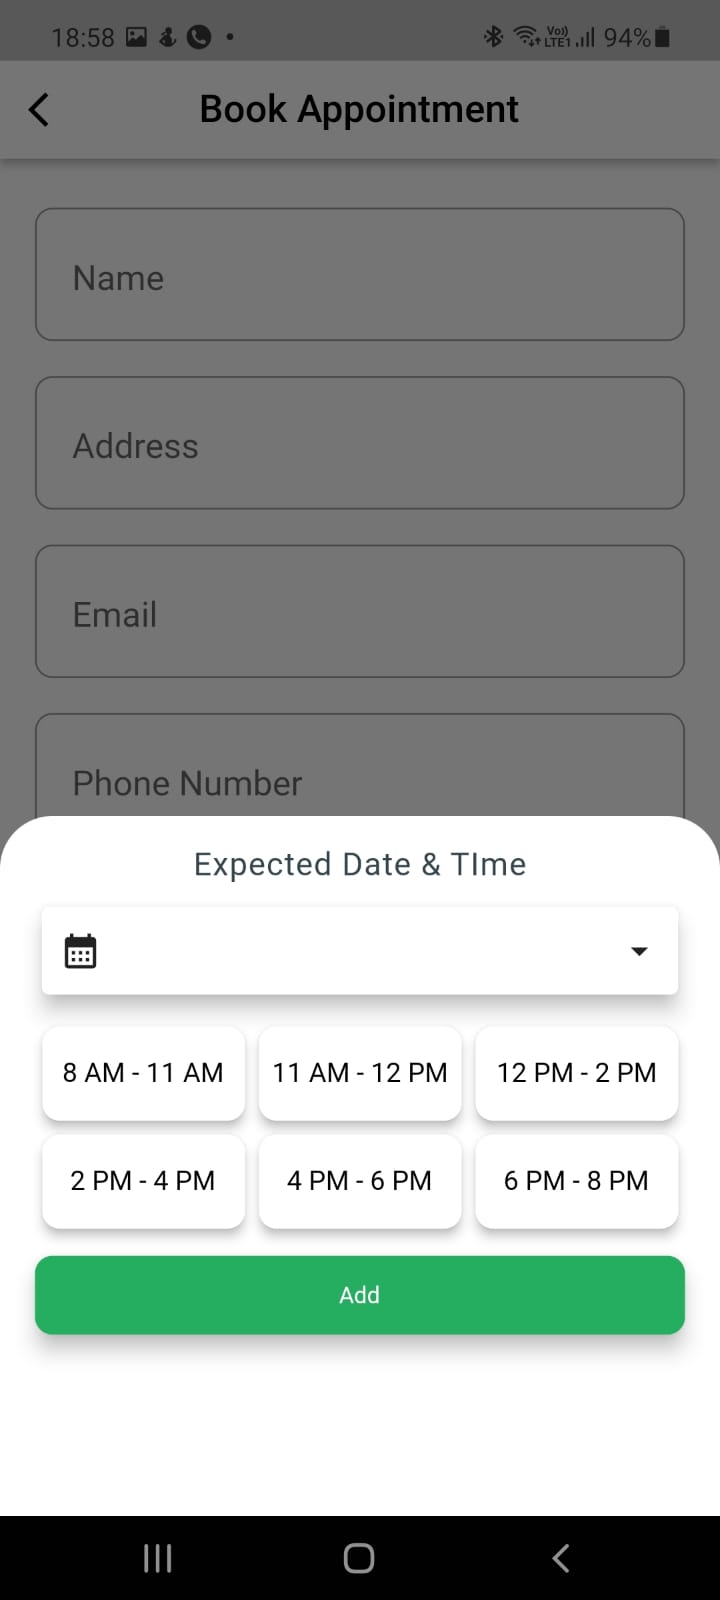 18:58 Vo)) LTE1 94%
Book Appointment
Name
Address
Email
Phone Number
Expected Date & TIme
8 AM - 11 AM 11 AM - 12 PM 12 PM - 2 PM
2 PM - 4 PM 4 PM - 6 PM 6 PM - 8 PM
Add